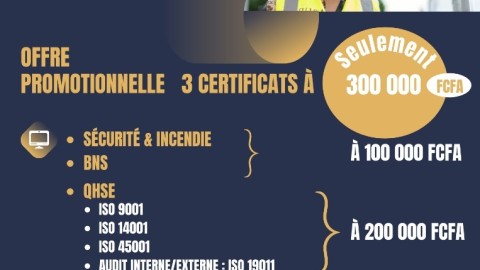 OFFRE
PROMOTIONNELLE 3 CERTIFICATS À
Seulement
300 000 FCFA
SÉCURITÉ & INCENDIE
BNS
À 100 000 FCFA
QHSE
ISO 9001
ISO 14001
ISO 45001
AUDIT INTERNE/EXTERNE : ISO 19011
À 200 000 FCFA